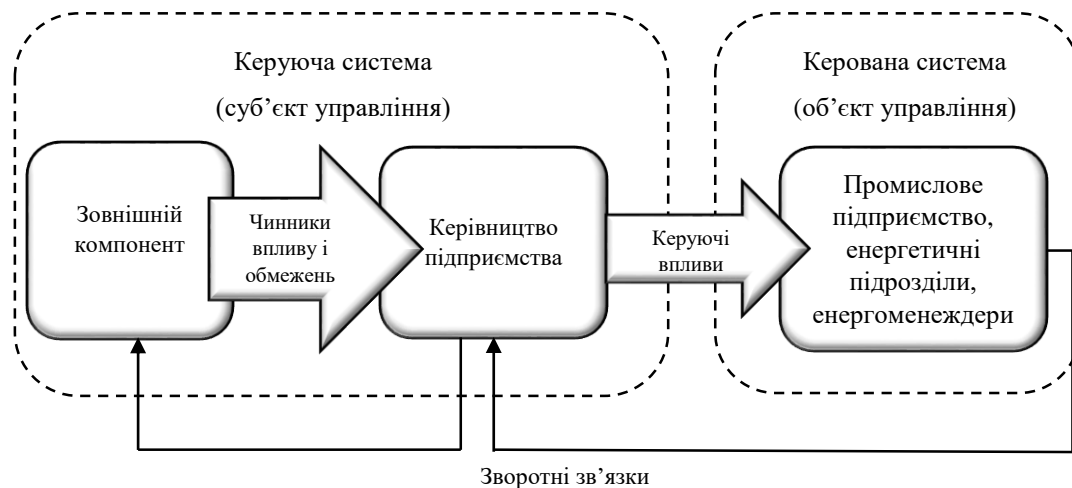 Керуюча система
(суб’єкт управління)
Керована система
(об’єкт управління)
Зовнішній
компонент
Чинники
впливу і
обмежень
Керівництво
підприємства
Керуючі
впливи
Промислове
підприємство,
енергетичні
підрозділи,
енергоменеждери
Зворотні зв’язки